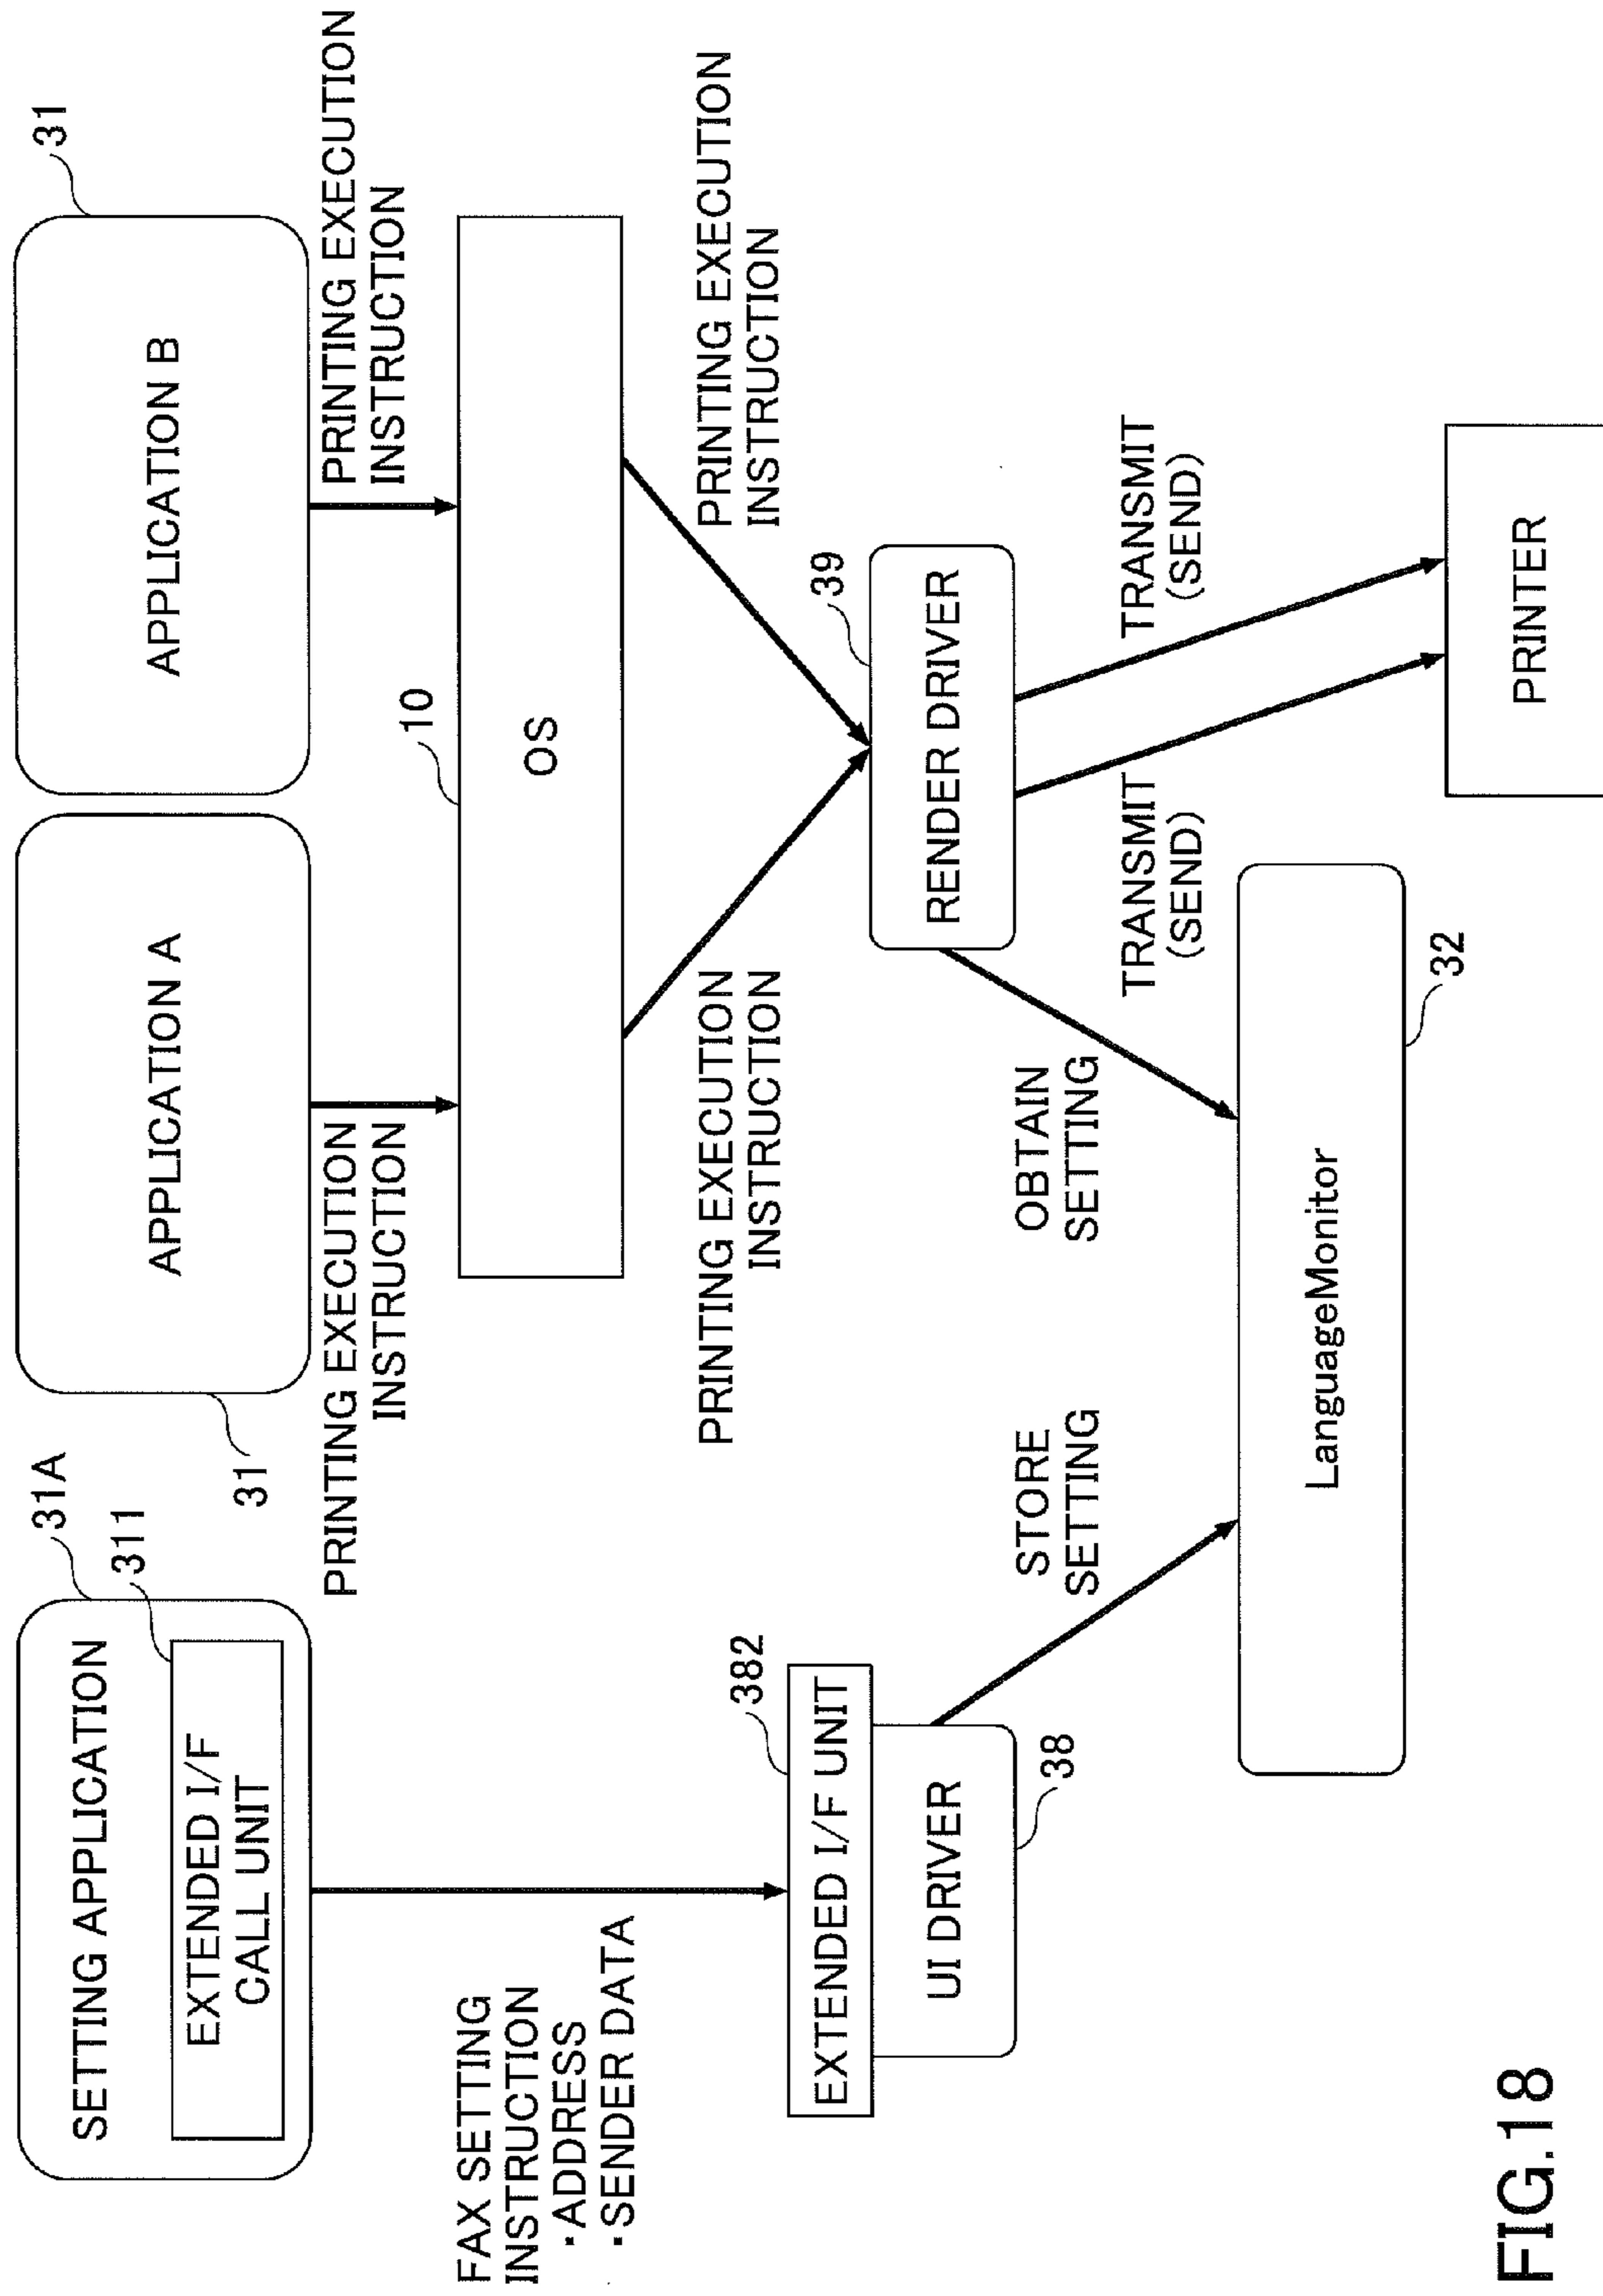 FIG.18
31A
SETTING APPLICATION
311
EXTENDED I/F
CALL UNIT
31
APPLICATION A
31
APPLICATION B
FAX SETTING
INSTRUCTION
・ADDRESS
・SENDER DATA
PRINTING EXECUTION
INSTRUCTION
PRINTING EXECUTION
INSTRUCTION
10
OS
PRINTING EXECUTION
INSTRUCTION
PRINTING EXECUTION
INSTRUCTION
382
EXTENDED I/F UNIT
UI DRIVER
38
39
RENDER DRIVER
STORE
SETTING
OBTAIN
SETTING
TRANSMIT
(SEND)
TRANSMIT
(SEND)
LanguageMonitor
32
PRINTER